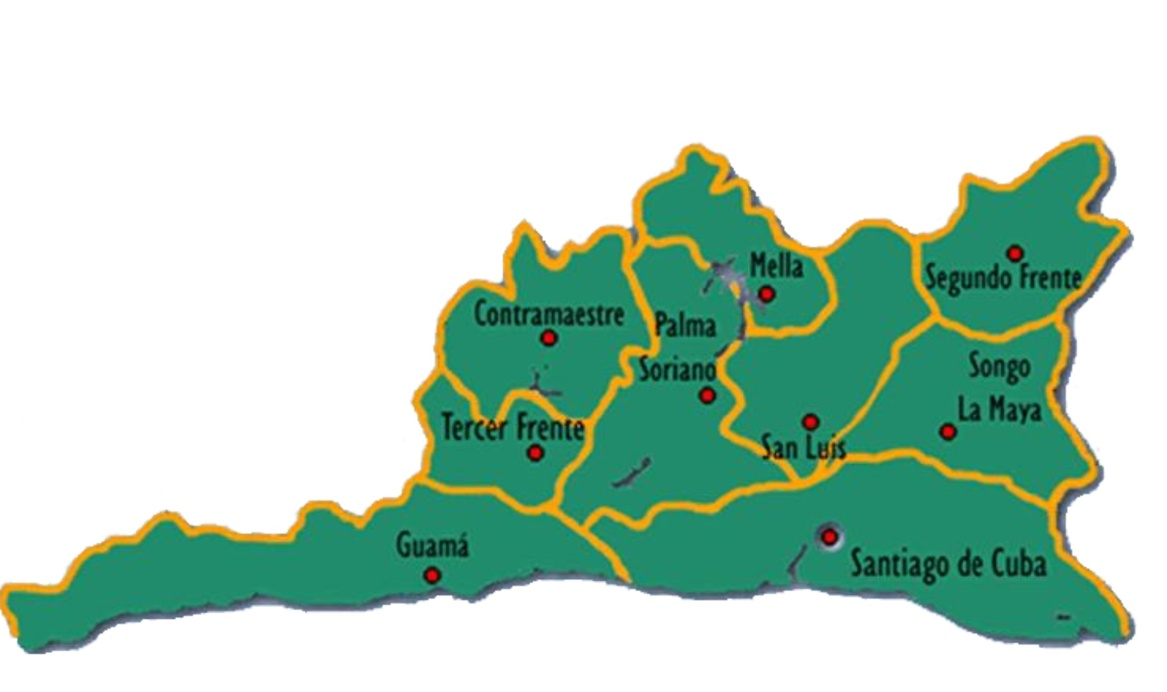 Mella
Segundo Frente
Contramaestre
Palma
Soriano
Songo
La Maya
Tercer Frente
San Luis
Guamá
Santiago de Cuba